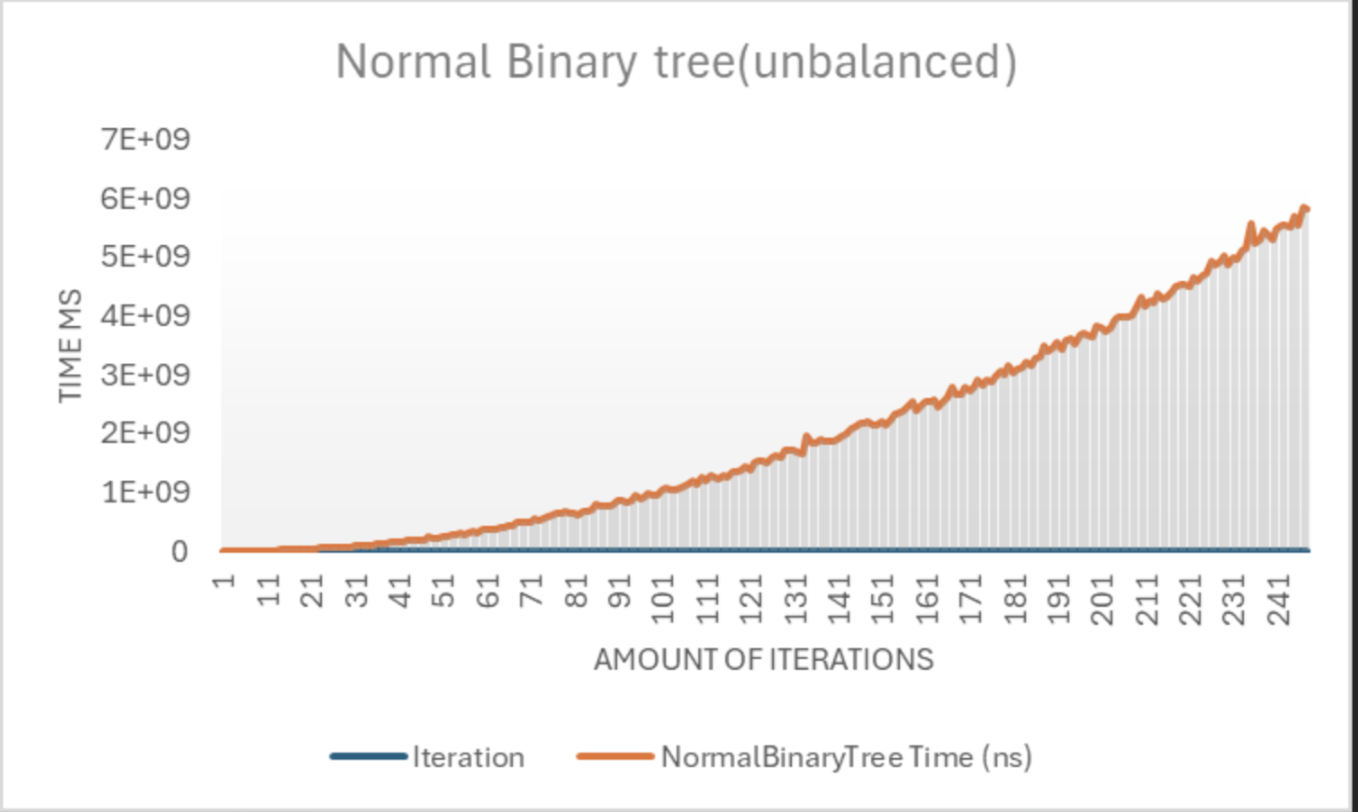 Normal Binary tree(unbalanced)
7E+09
6E+09
5E+09
4E+09
3E+09
2E+09
1E+09
0
TIME MS
1 11 21 31 41 51 61 71 81 91 101 111 121 131 141 151 161 171 181 191 201 211 221 231 241
AMOUNT OF ITERATIONS
Iteration NormalBinaryTree Time (ns)